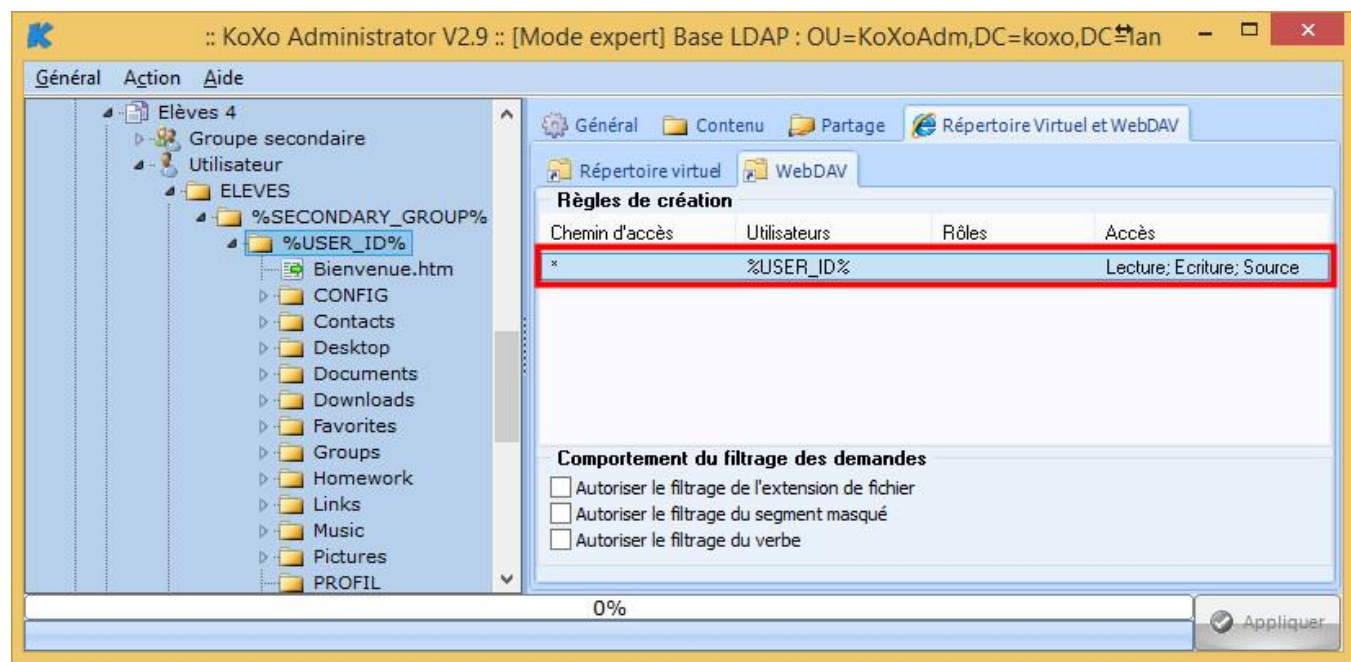 :: KoXo Administrator V2.9 :: [Mode expert] Base LDAP : OU=KoXoAdm,DC=koxo,DC=lan
Général Action Aide
Elèves 4
Groupe secondaire
Utilisateur
ELEVES
%SECONDARY_GROUP%
%USER_ID%
Bienvenue.htm
CONFIG
Contacts
Desktop
Documents
Downloads
Favorites
Groups
Homework
Links
Music
Pictures
PROFIL
Général Contenu Partage Répertoire Virtuel et WebDAV
Répertoire virtuel WebDAV
Règles de création
Chemin d'accès Utilisateurs Rôles Accès
* %USER_ID% Lecture; Ecriture; Source
Comportement du filtrage des demandes
Autoriser le filtrage de l'extension de fichier
Autoriser le filtrage du segment masqué
Autoriser le filtrage du verbe
0%
Appliquer